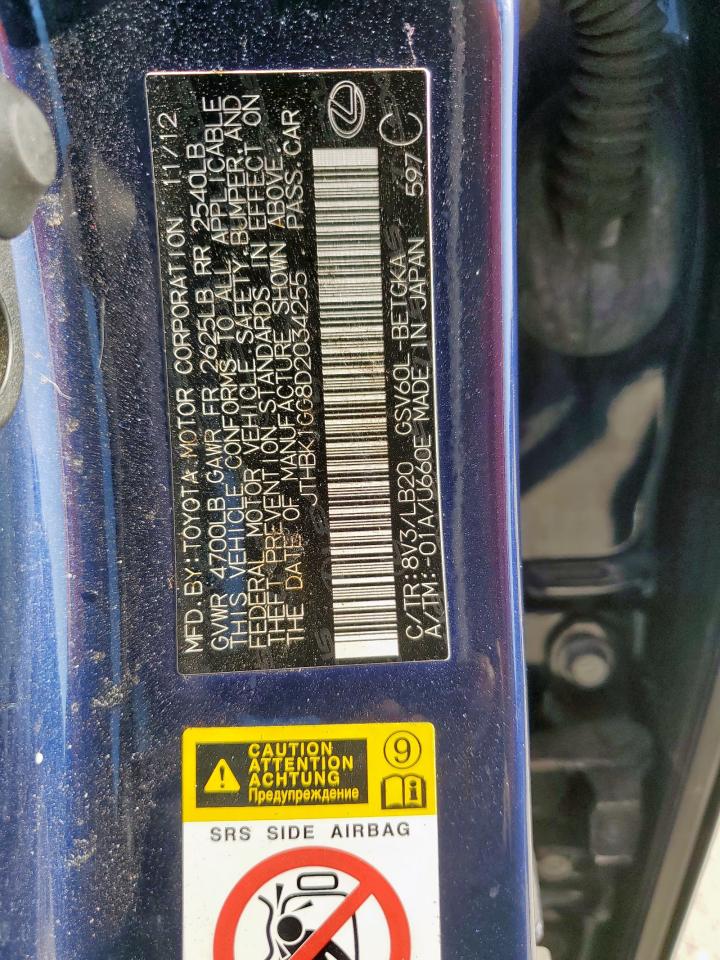 MFD. BY: TOYOTA MOTOR CORPORATION 11/12
GVWR 4700LB GAWR FR 2625LB RR 2540LB
THIS VEHICLE CONFORMS TO ALL APPLICABLE
FEDERAL MOTOR VEHICLE SAFETY, BUMPER AND
THEFT PREVENTION STANDARDS IN EFFECT ON
THE DATE OF MANUFACTURE SHOWN ABOVE.
JTHBK1GG8D2034255 PASS. CAR
C/TR:8V3/LB20 GSV60L-BETGKA 597
A/TM:-01A/U660E MADE IN JAPAN C
CAUTION
ATTENTION
ACHTUNG
Предупреждение
9
SRS SIDE AIRBAG